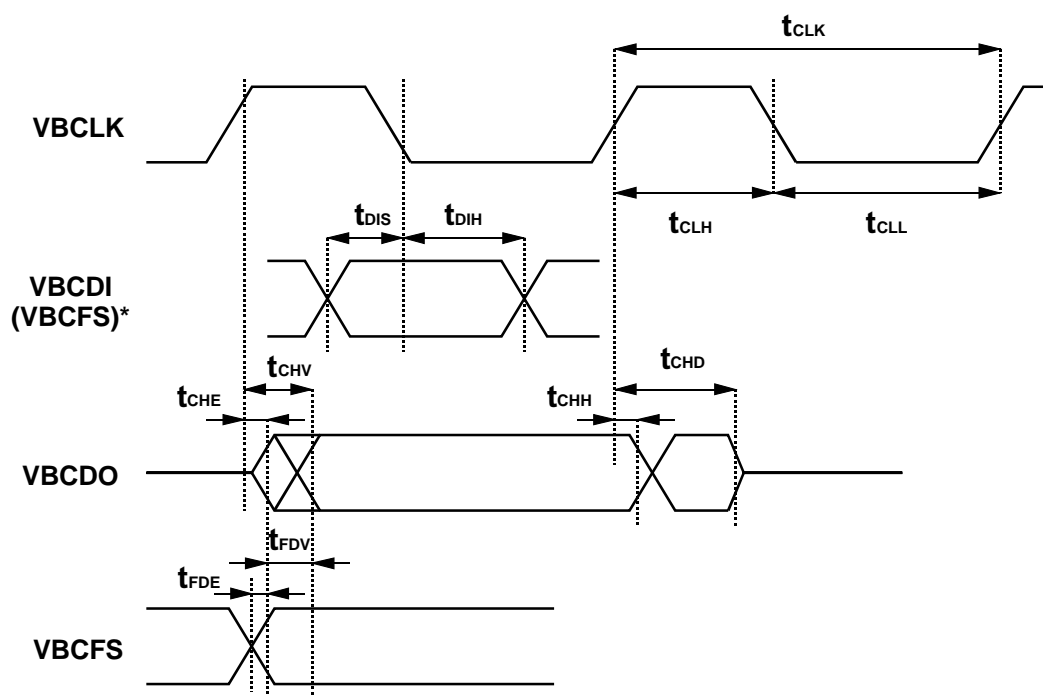 tCLK
VBCLK
tDIS
tDIH
tCLH
tCLL
VBCDI
(VBCFS)*
tCHV
tCHD
tCHE
tCHH
VBCDO
tFDV
tFDE
VBCFS